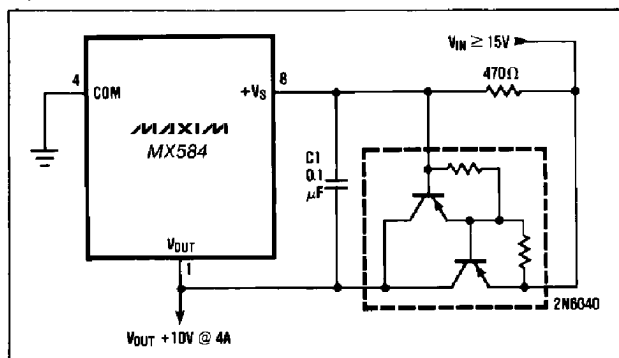 VIN ≥ 15V
470Ω
4
COM
+VS
8
MAXIM
MX584
C1
0.1
µF
VOUT
1
2N6040
VOUT +10V @ 4A